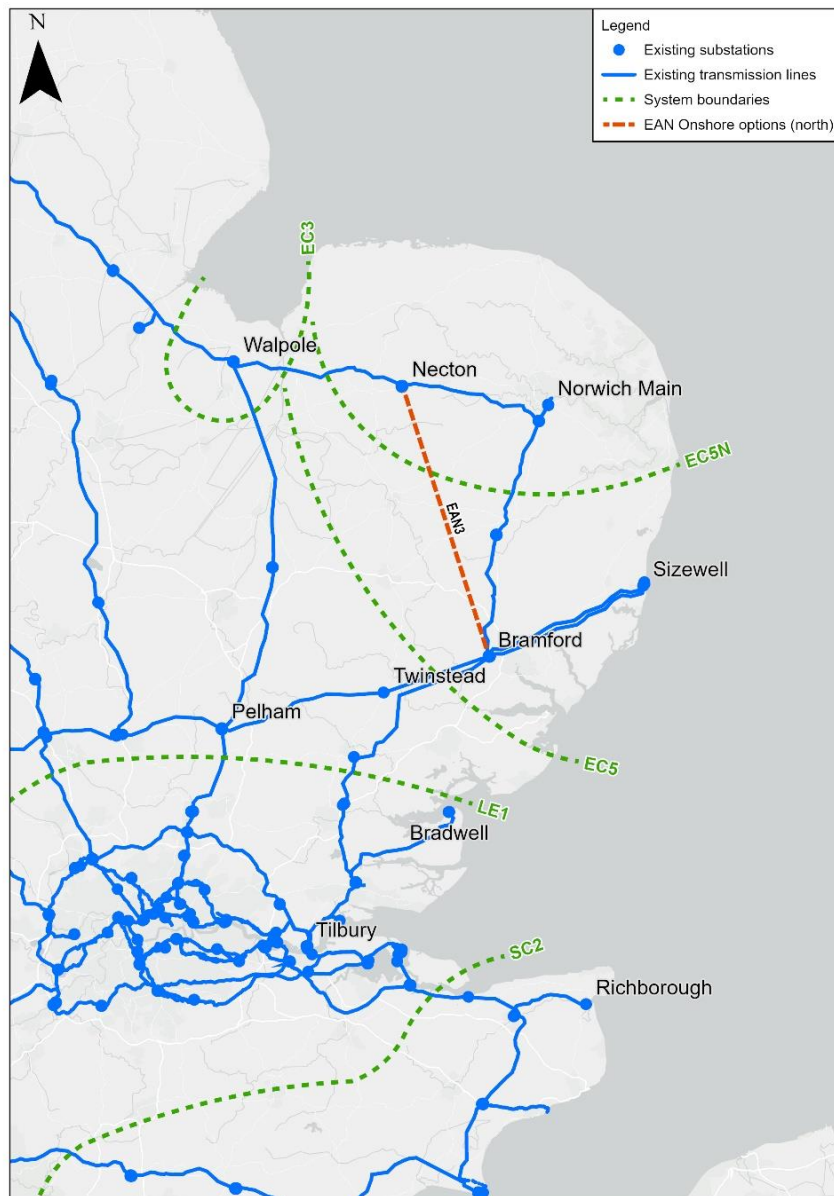 N
Legend
Existing substations
Existing transmission lines
System boundaries
EAN Onshore options (north)
EC3
Walpole
Necton
Norwich Main
EC5N
EAN3
Sizewell
Bramford
Twinstead
Pelham
EC5
LE1
Bradwell
Tilbury
SC2
Richborough